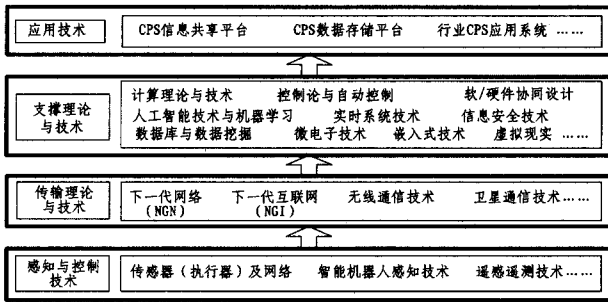 应用技术 CPS信息共享平台 CPS数据存储平台 行业CPS应用系统 ……
支撑理论与技术
计算理论与技术 控制论与自动控制 软/硬件协同设计
人工智能技术与机器学习 实时系统技术 信息安全技术
数据库与数据挖掘 微电子技术 嵌入式技术 虚拟现实 ……
传输理论与技术
下一代网络 下一代互联网 无线通信技术 卫星通信技术……
(NGN) (NGI)
感知与控制技术
传感器(执行器)及网络 智能机器人感知技术 遥感遥测技术……